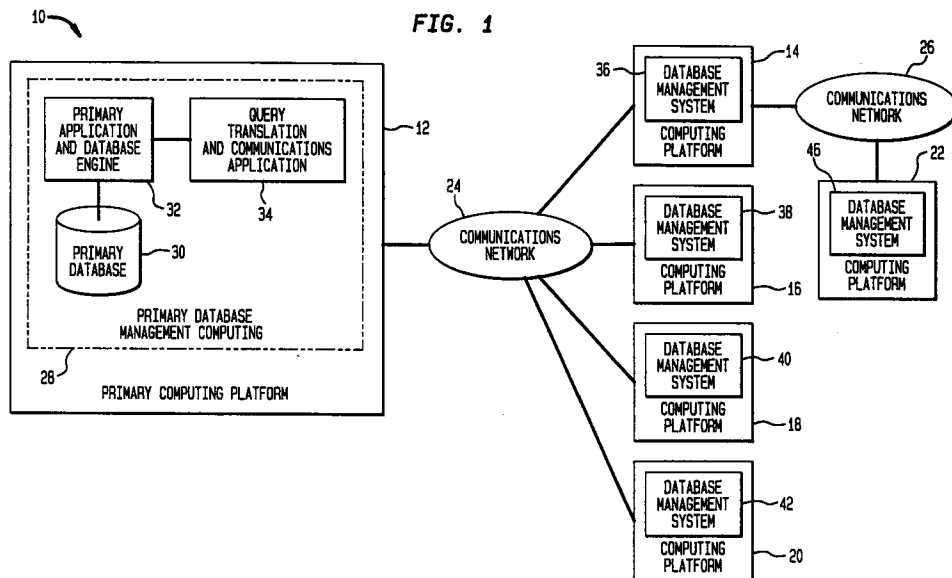 FIG. 1
10
PRIMARY
APPLICATION
AND DATABASE
ENGINE
32
QUERY
TRANSLATION
AND COMMUNICATIONS
APPLICATION
34
12
PRIMARY
DATABASE
30
PRIMARY DATABASE
MANAGEMENT COMPUTING
28
PRIMARY COMPUTING PLATFORM
24
COMMUNICATIONS
NETWORK
36
DATABASE
MANAGEMENT
SYSTEM
COMPUTING
PLATFORM
14
26
COMMUNICATIONS
NETWORK
22
46
DATABASE
MANAGEMENT
SYSTEM
COMPUTING
PLATFORM
DATABASE
MANAGEMENT
SYSTEM
38
COMPUTING
PLATFORM
16
DATABASE
MANAGEMENT
SYSTEM
40
COMPUTING
PLATFORM
18
DATABASE
MANAGEMENT
SYSTEM
42
COMPUTING
PLATFORM
20